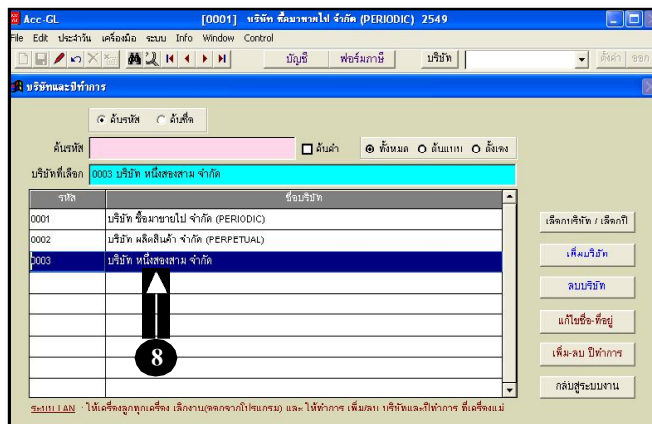 Acc-GL [0001] บริษัท ซื้อมาขายไป จำกัด (PERIODIC) 2549
File Edit ประจำวัน เครื่องมือ ระบบ Info Window Control
บัญชี ฟอร์มภาษี บริษัท ตั้งค่า ออก
บริษัทและปีทำการ
ค้นรหัส ค้นชื่อ
ค้นรหัส ค้นคำ ทั้งหมด ต้นแบบ ตั้งเอง
บริษัทที่เลือก 0003 บริษัท หนึ่งสองสาม จำกัด
รหัส ชื่อบริษัท
0001 บริษัท ซื้อมาขายไป จำกัด (PERIODIC)
0002 บริษัท ผลิตสินค้า จำกัด (PERPETUAL)
0003 บริษัท หนึ่งสองสาม จำกัด
8
เลือกบริษัท / เลือกปี
เพิ่มบริษัท
ลบบริษัท
แก้ไขชื่อ-ที่อยู่
เพิ่ม-ลบ ปีทำการ
กลับสู่ระบบงาน
ระบบ LAN : ให้เครื่องลูกทุกเครื่อง เลิกงาน(ออกจากโปรแกรม) และ ให้ทำการ เพิ่ม/ลบ บริษัทและปีทำการ ที่เครื่องแม่